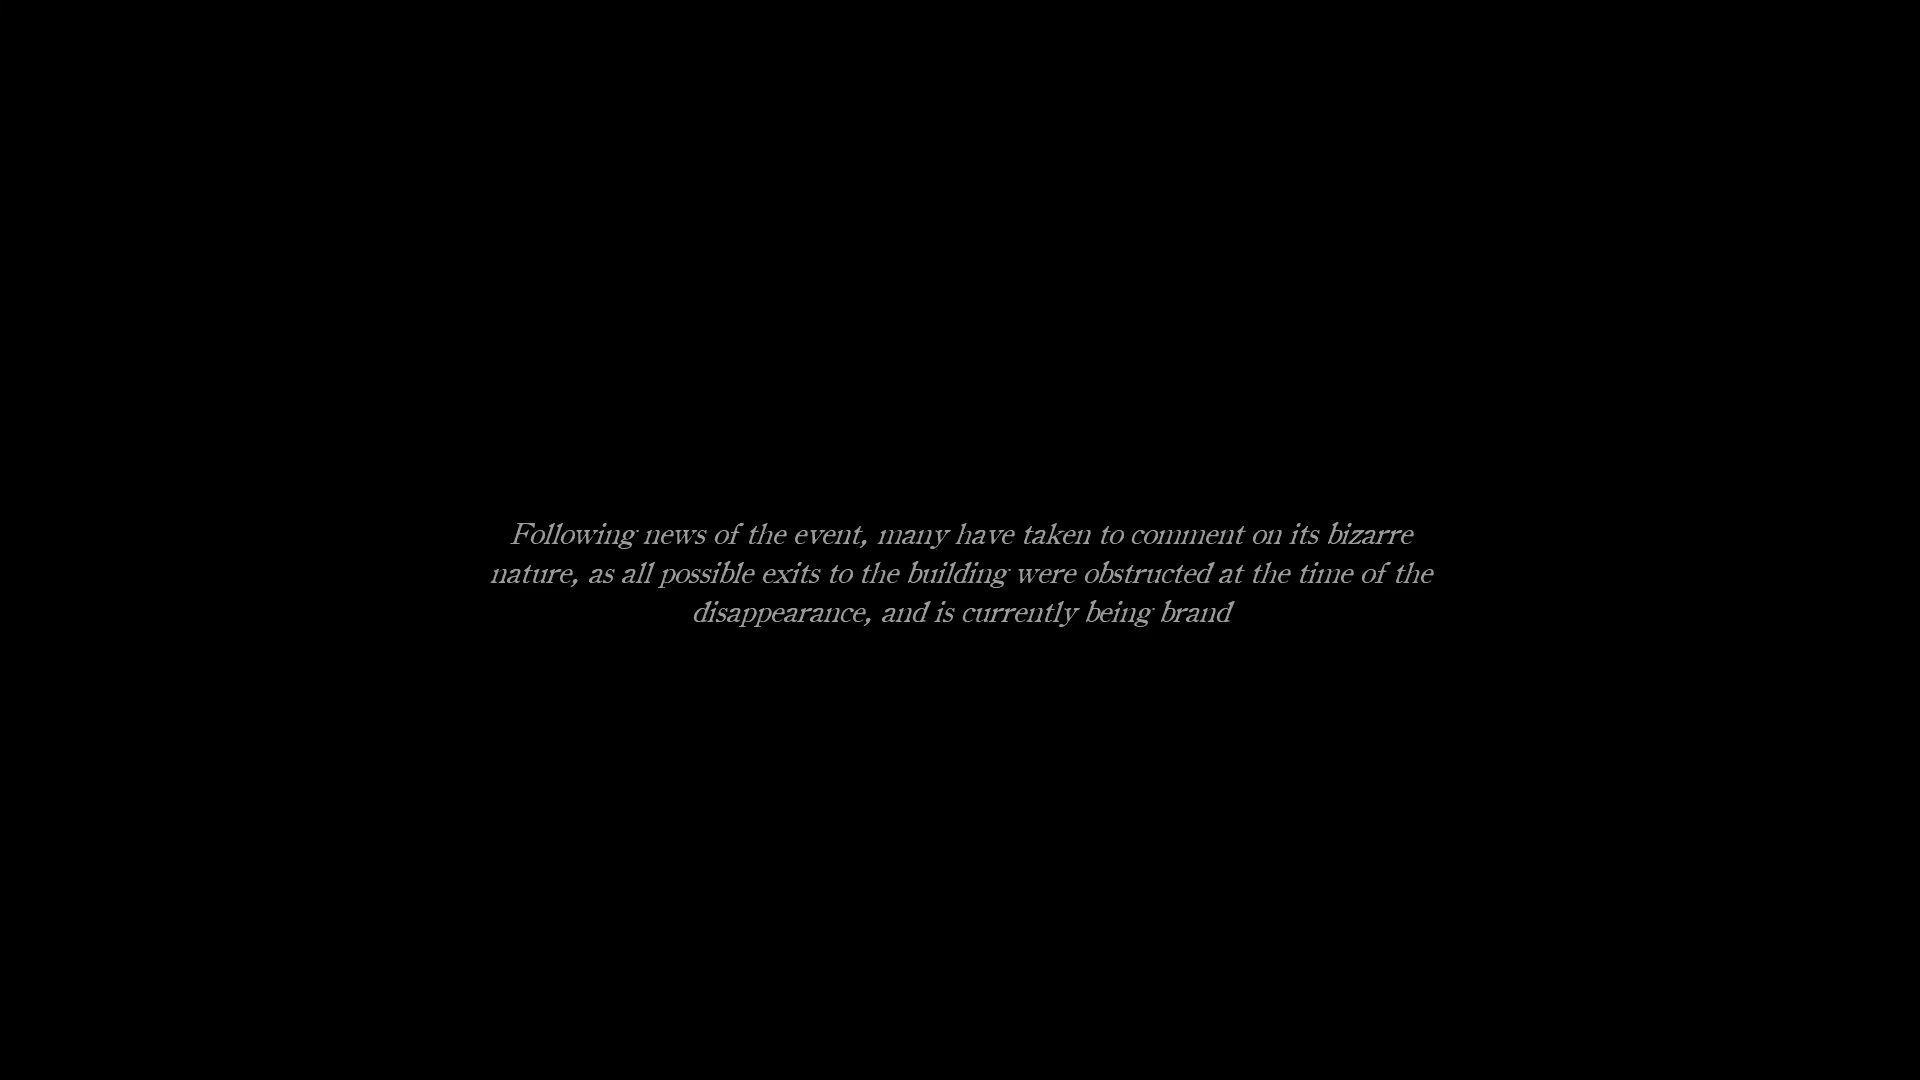 Following news of the event, many have taken to comment on its bizarre
nature, as all possible exits to the building were obstructed at the time of the
disappearance, and is currently being brand